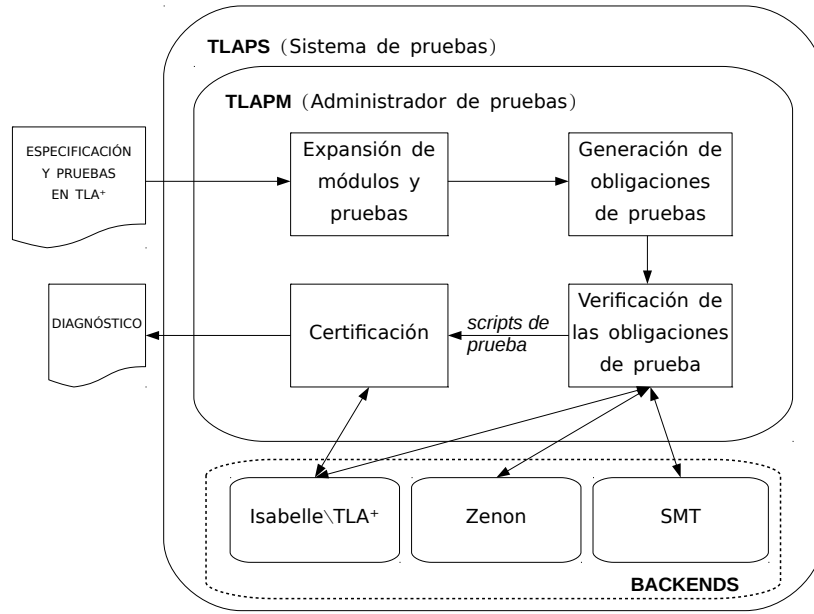 TLAPS (Sistema de pruebas)
TLAPM (Administrador de pruebas)
ESPECIFICACIÓN
Y PRUEBAS
EN TLA⁺
Expansión de
módulos y
pruebas
Generación de
obligaciones
de pruebas
DIAGNÓSTICO
Certificación
scripts de
prueba
Verificación de
las obligaciones
de prueba
Isabelle\TLA⁺
Zenon
SMT
BACKENDS